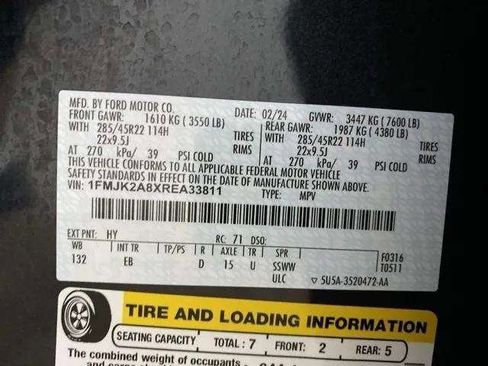 MFD. BY FORD MOTOR CO. DATE: 02/24 GVWR: 3447 KG ( 7600 LB)
FRONT GAWR: 1610 KG ( 3550 LB) REAR GAWR: 1987 KG ( 4380 LB)
WITH 285/45R22 114H TIRES WITH 285/45R22 114H TIRES
22x9.5J RIMS 22x9.5J RIMS
AT 270 kPa/ 39 PSI COLD AT 270 kPa/ 39 PSI COLD
THIS VEHICLE CONFORMS TO ALL APPLICABLE FEDERAL MOTOR VEHICLE
SAFETY STANDARDS IN EFFECT ON THE DATE OF MANUFACTURE SHOWN ABOVE.
VIN: 1FMJK2A8XREA33811 TYPE: MPV
EXT PNT: HY RC: 71 DSO: F0316
WB INT TR TP/PS R AXLE TR SPR T0511
132 EB D 15 U SSWW
ULC ▽ 5U5A-3520472-AA
TIRE AND LOADING INFORMATION
SEATING CAPACITY TOTAL : 7 FRONT: 2 REAR: 5
The combined weight of occupants